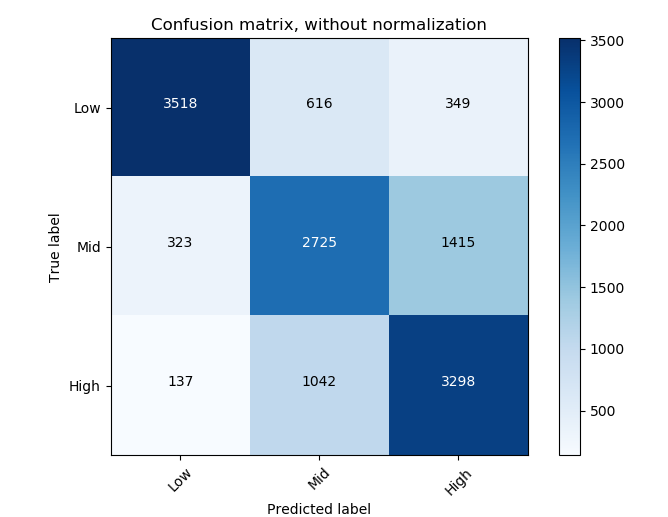 Confusion matrix, without normalization
3500
3518 616 349
Low
3000
2500
True label
323 2725 1415
Mid
2000
1500
1000
137 1042 3298
High
500
Low Mid High
Predicted label